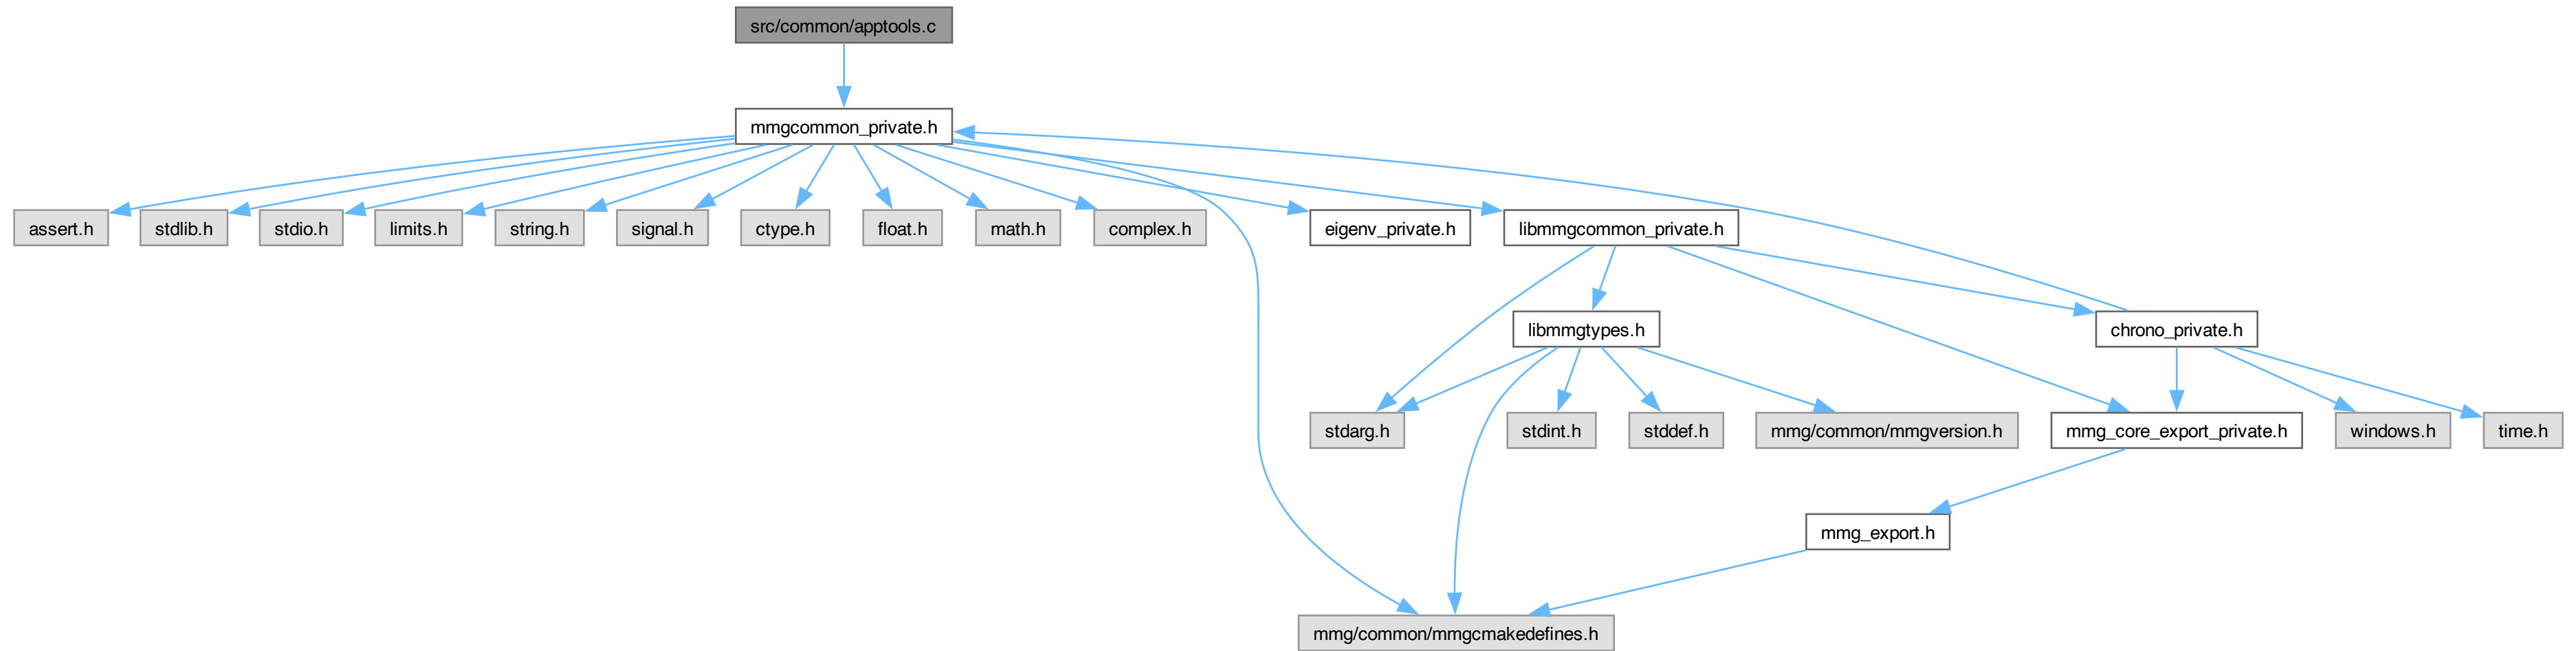 src/common/apptools.c
mmgcommon_private.h
assert.h
stdlib.h
stdio.h
limits.h
string.h
signal.h
ctype.h
float.h
math.h
complex.h
eigenv_private.h
libmmgcommon_private.h
libmmgtypes.h
chrono_private.h
stdarg.h
stdint.h
stddef.h
mmg/common/mmgversion.h
mmg_core_export_private.h
windows.h
time.h
mmg_export.h
mmg/common/mmgcmakedefines.h